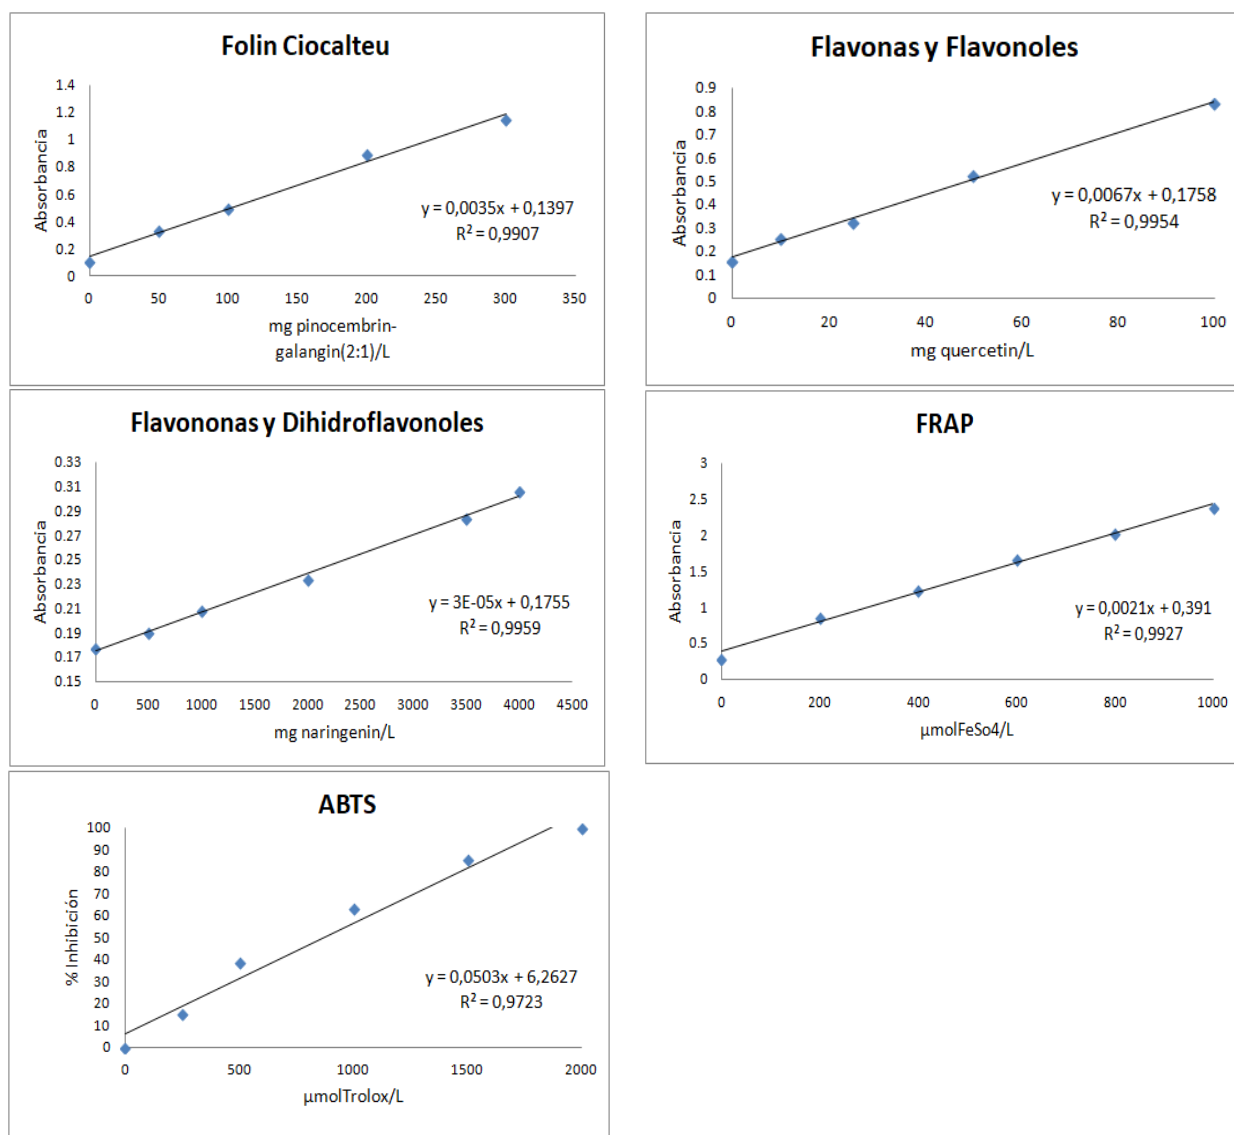 Folin Ciocalteu
Absorbancia
1.4
1.2
1
0.8
0.6
0.4
0.2
0
y = 0,0035x + 0,1397
R² = 0,9907
0 50 100 150 200 250 300 350
mg pinocembrin-
galangin(2:1)/L
Flavonas y Flavonoles
Absorbancia
0.9
0.8
0.7
0.6
0.5
0.4
0.3
0.2
0.1
0
y = 0,0067x + 0,1758
R² = 0,9954
0 20 40 60 80 100
mg quercetin/L
Flavononas y Dihidroflavonoles
Absorbancia
0.33
0.31
0.29
0.27
0.25
0.23
0.21
0.19
0.17
0.15
y = 3E-05x + 0,1755
R² = 0,9959
0 500 1000 1500 2000 2500 3000 3500 4000 4500
mg naringenin/L
FRAP
Absorbancia
3
2.5
2
1.5
1
0.5
0
y = 0,0021x + 0,391
R² = 0,9927
0 200 400 600 800 1000
µmolFeSo4/L
ABTS
% Inhibición
100
90
80
70
60
50
40
30
20
10
0
y = 0,0503x + 6,2627
R² = 0,9723
0 500 1000 1500 2000
µmolTrolox/L